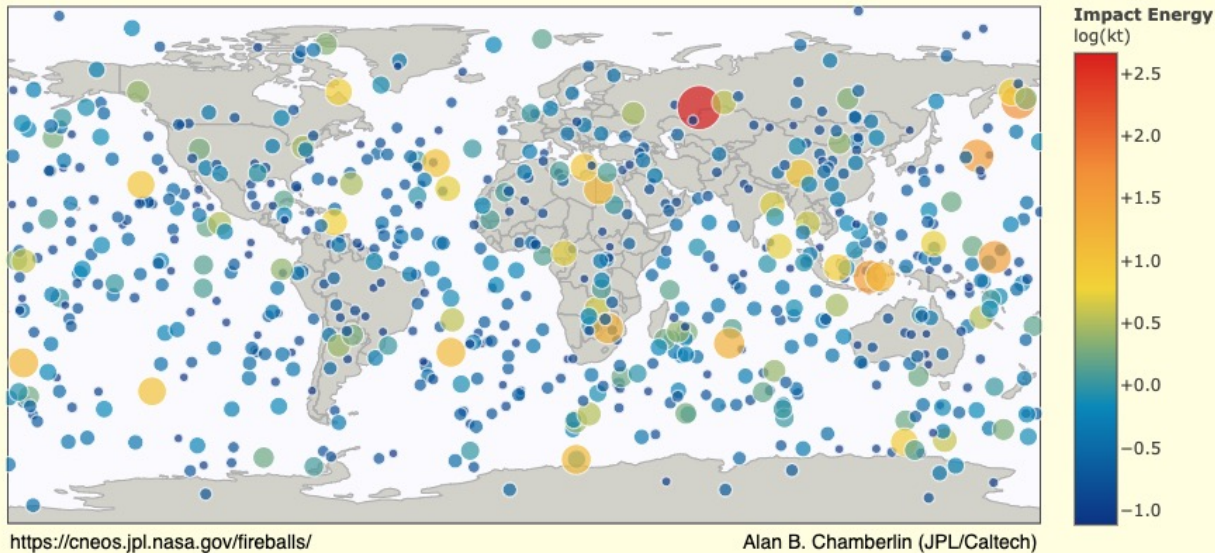 Impact Energy
log(kt)
+2.5
+2.0
+1.5
+1.0
+0.5
+0.0
−0.5
−1.0
https://cneos.jpl.nasa.gov/fireballs/
Alan B. Chamberlin (JPL/Caltech)